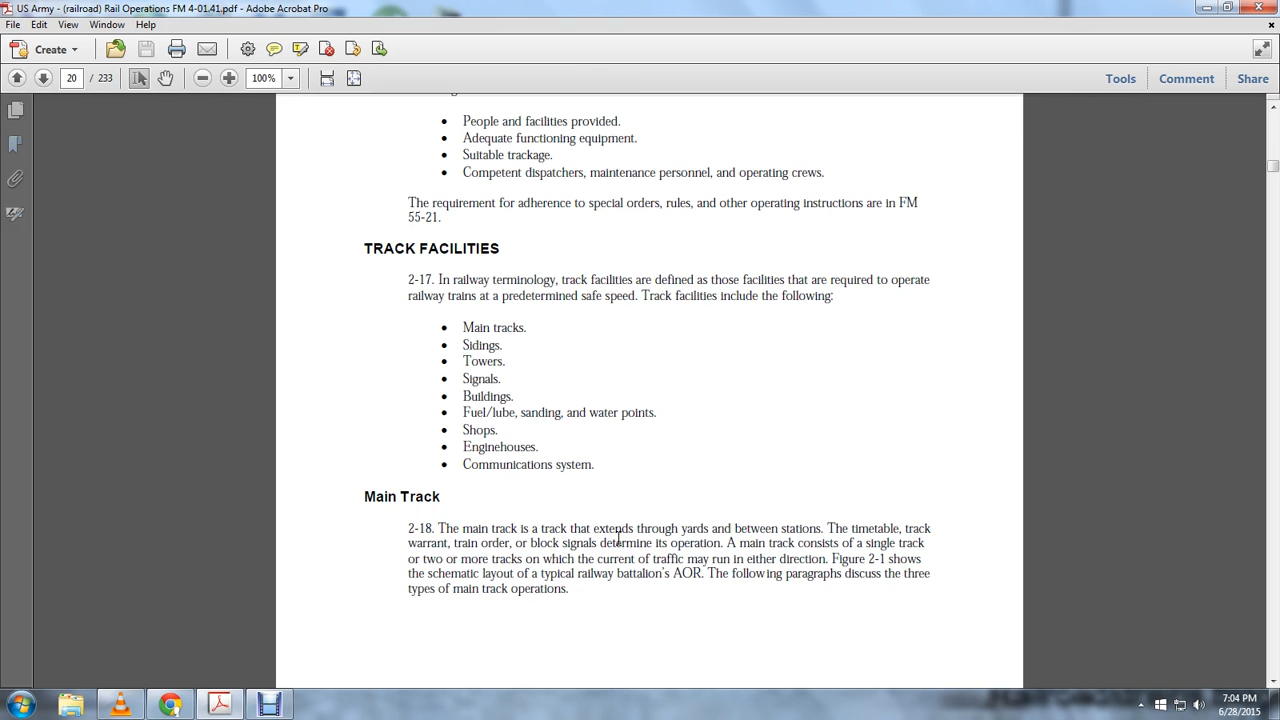 US Army - (railroad) Rail Operations FM 4-01.41.pdf - Adobe Acrobat Pro
File Edit View Window Help
Create
20 / 233 100% Tools Comment Share
• People and facilities provided.
• Adequate functioning equipment.
• Suitable trackage.
• Competent dispatchers, maintenance personnel, and operating crews.
The requirement for adherence to special orders, rules, and other operating instructions are in FM
55-21.
TRACK FACILITIES
2-17. In railway terminology, track facilities are defined as those facilities that are required to operate
railway trains at a predetermined safe speed. Track facilities include the following:
• Main tracks.
• Sidings.
• Towers.
• Signals.
• Buildings.
• Fuel/lube, sanding, and water points.
• Shops.
• Enginehouses.
• Communications system.
Main Track
2-18. The main track is a track that extends through yards and between stations. The timetable, track
warrant, train order, or block signals determine its operation. A main track consists of a single track
or two or more tracks on which the current of traffic may run in either direction. Figure 2-1 shows
the schematic layout of a typical railway battalion's AOR. The following paragraphs discuss the three
types of main track operations.
7:04 PM
6/28/2015